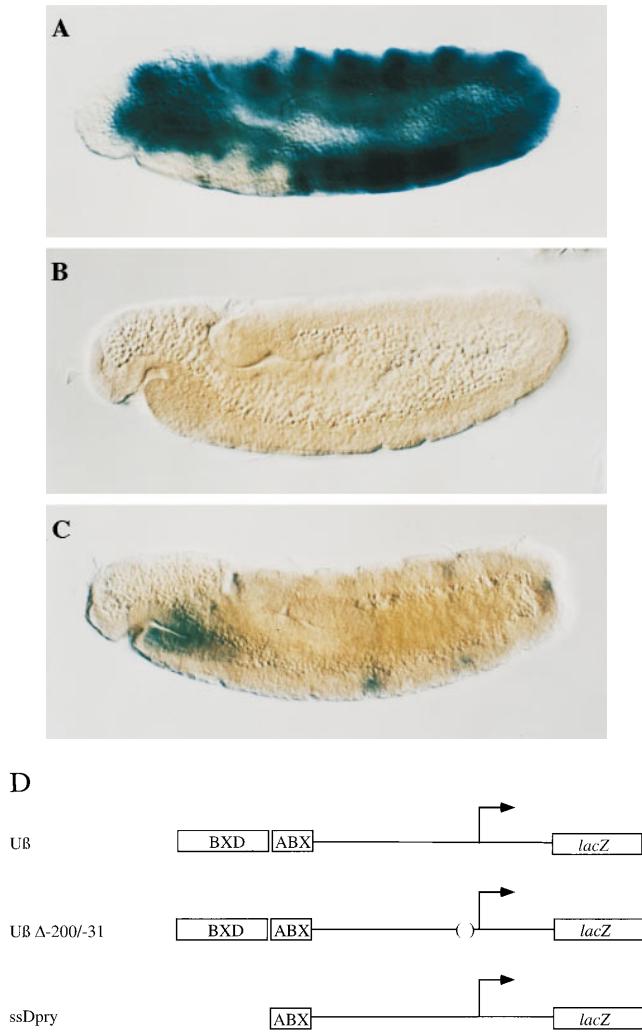 A
B
C
D
Uß BXD ABX lacZ
Uß Δ-200/-31 BXD ABX ( ) lacZ
ssDpry ABX lacZ